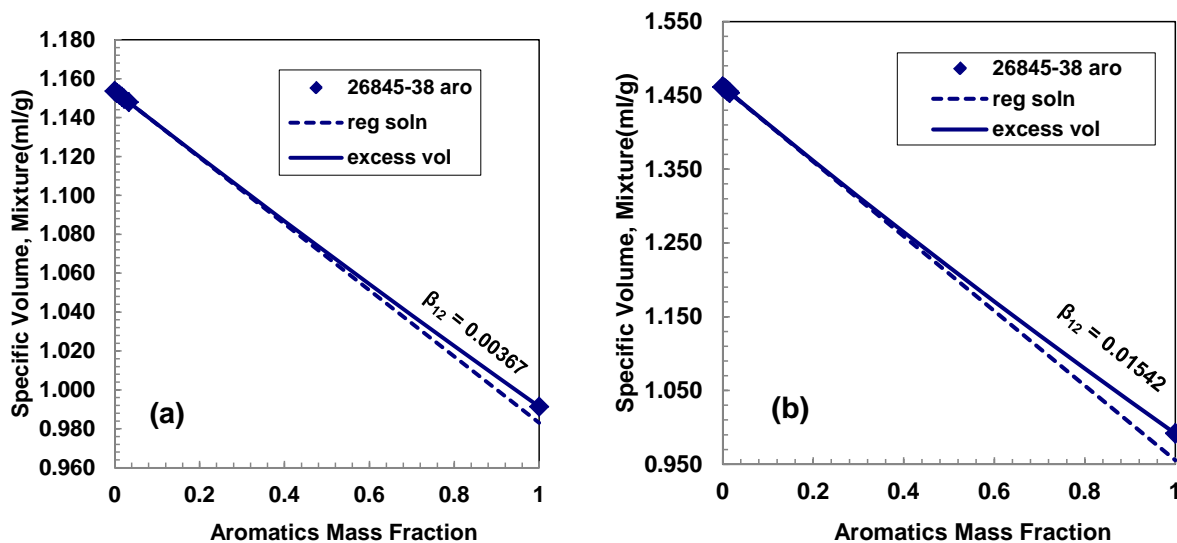 1.180
1.160
1.140
1.120
1.100
1.080
1.060
1.040
1.020
1.000
0.980
0.960
Specific Volume, Mixture(ml/g)
26845-38 aro
reg soln
excess vol
β12 = 0.00367
(a)
0 0.2 0.4 0.6 0.8 1
Aromatics Mass Fraction
1.550
1.450
1.350
1.250
1.150
1.050
0.950
Specific Volume, Mixture(ml/g)
26845-38 aro
reg soln
excess vol
β12 = 0.01542
(b)
0 0.2 0.4 0.6 0.8 1
Aromatics Mass Fraction